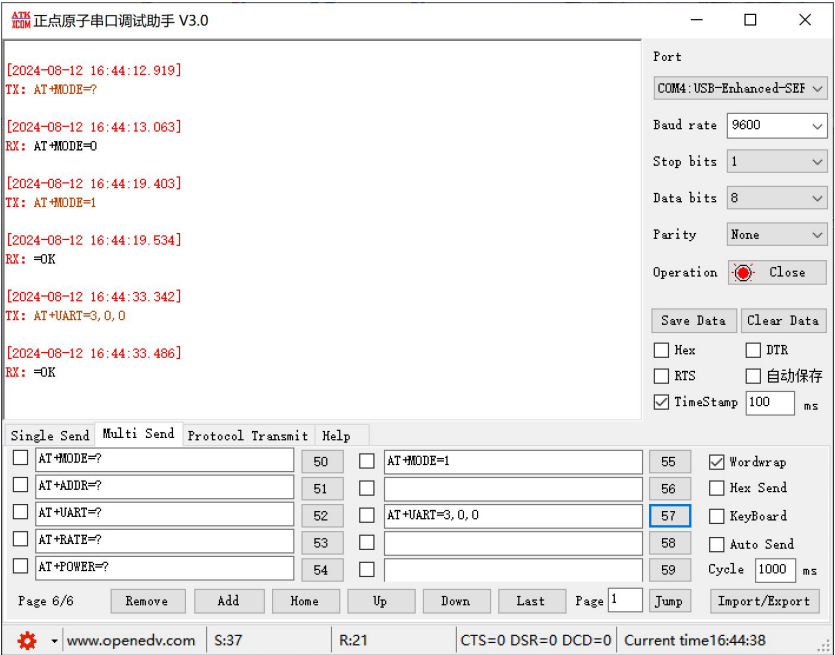 ATK
XCOM 正点原子串口调试助手 V3.0
[2024-08-12 16:44:12.919]
TX: AT+MODE=?
[2024-08-12 16:44:13.063]
RX: AT+MODE=0
[2024-08-12 16:44:19.403]
TX: AT+MODE=1
[2024-08-12 16:44:19.534]
RX: =OK
[2024-08-12 16:44:33.342]
TX: AT+UART=3,0,0
[2024-08-12 16:44:33.486]
RX: =OK
Port
COM4:USB-Enhanced-SER
Baud rate 9600
Stop bits 1
Data bits 8
Parity None
Operation Close
Save Data Clear Data
Hex DTR
RTS 自动保存
TimeStamp 100 ms
Single Send Multi Send Protocol Transmit Help
AT+MODE=? 50 AT+MODE=1 55 Wordwrap
AT+ADDR=? 51 56 Hex Send
AT+UART=? 52 AT+UART=3,0,0 57 KeyBoard
AT+RATE=? 53 58 Auto Send
AT+POWER=? 54 59 Cycle 1000 ms
Page 6/6 Remove Add Home Up Down Last Page 1 Jump Import/Export
www.openedv.com S:37 R:21 CTS=0 DSR=0 DCD=0 Current time16:44:38